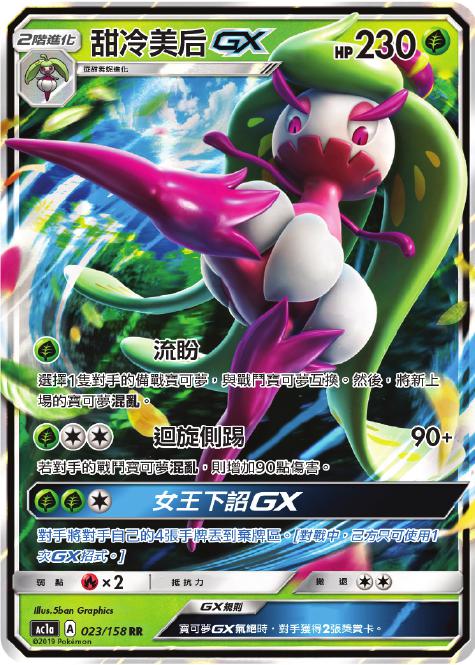 2階進化
甜冷美后GX
HP230
從甜美妮進化
流盼
選擇1隻對手的備戰寶可夢,與戰鬥寶可夢互換。然後,將新上
場的寶可夢混亂。
迴旋側踢 90+
若對手的戰鬥寶可夢混亂,則增加90點傷害。
女王下詔GX
對手將對手自己的4張手牌丟到棄牌區。[對戰中,己方只可使用1
次GX招式。]
弱點 ×2 抵抗力 撤退
illus.5ban Graphics
GX規則
寶可夢GX氣絕時,對手獲得2張獎賞卡。
AC1a A 023/158 RR
©2019 Pokémon